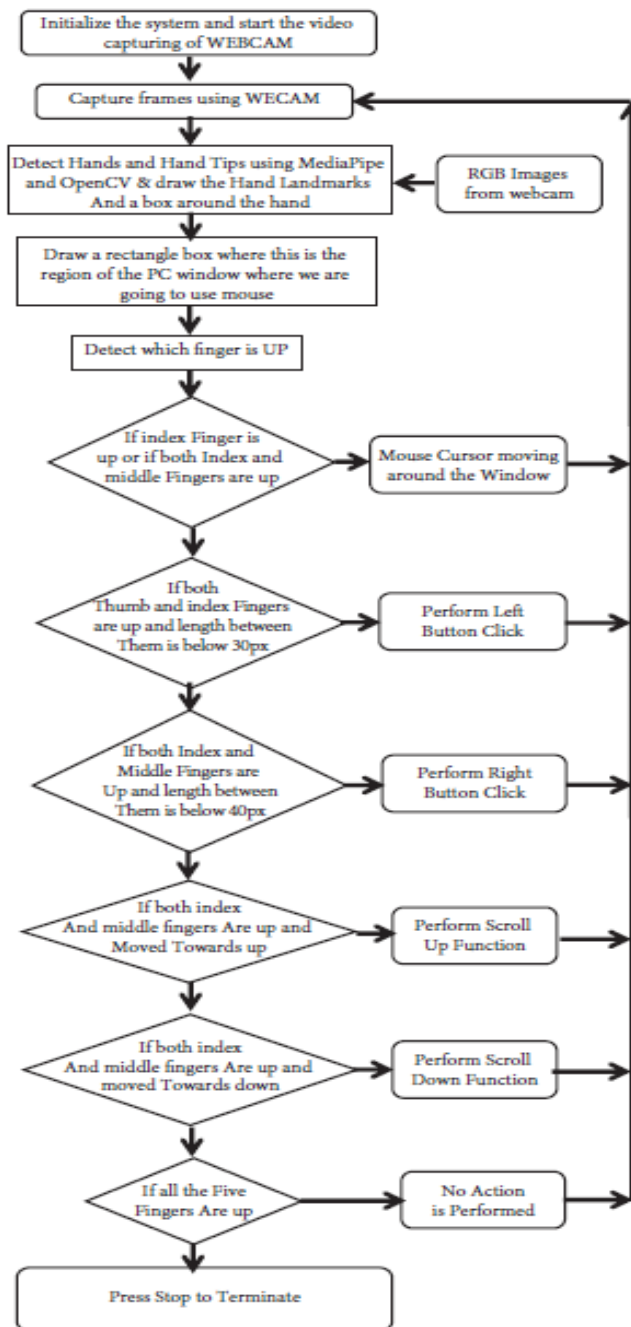 Initialize the system and start the video
capturing of WEBCAM
Capture frames using WECAM
Detect Hands and Hand Tips using MediaPipe
and OpenCV & draw the Hand Landmarks
And a box around the hand
RGB Images
from webcam
Draw a rectangle box where this is the
region of the PC window where we are
going to use mouse
Detect which finger is UP
If index Finger is
up or if both Index and
middle Fingers are up
Mouse Cursor moving
around the Window
If both
Thumb and index Fingers
are up and length between
Them is below 30px
Perform Left
Button Click
If both Index and
Middle Fingers are
Up and length between
Them is below 40px
Perform Right
Button Click
If both index
And middle fingers Are up and
Moved Towards up
Perform Scroll
Up Function
If both index
And middle fingers Are up and
moved Towards down
Perform Scroll
Down Function
If all the Five
Fingers Are up
No Action
is Performed
Press Stop to Terminate